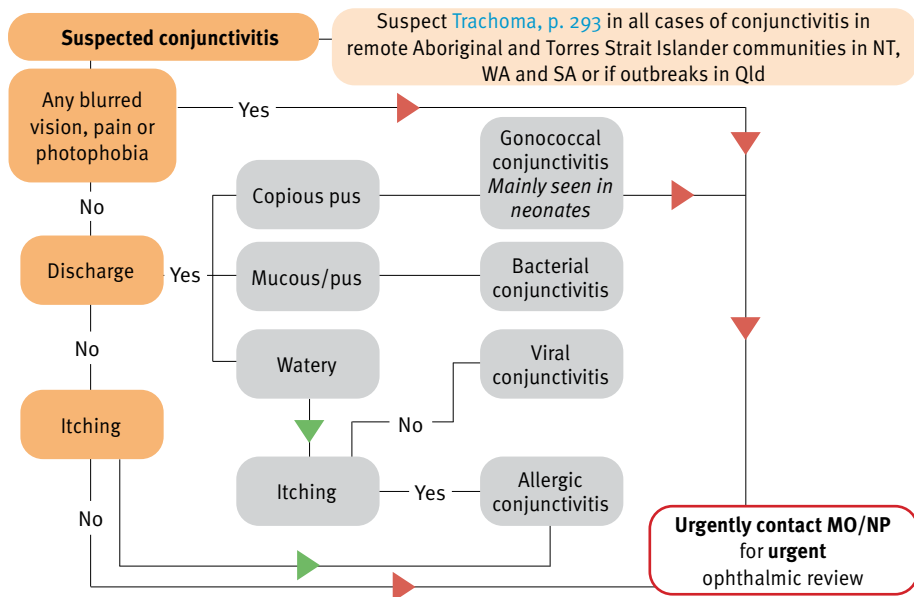 Suspected conjunctivitis
Suspect Trachoma, p. 293 in all cases of conjunctivitis in
remote Aboriginal and Torres Strait Islander communities in NT,
WA and SA or if outbreaks in Qld
Any blurred
vision, pain or
photophobia
Yes
No
Copious pus
Gonococcal
conjunctivitis
Mainly seen in
neonates
Discharge
Yes
Mucous/pus
Bacterial
conjunctivitis
No
Watery
Viral
conjunctivitis
No
Itching
Itching
Yes
Allergic
conjunctivitis
No
Urgently contact MO/NP
for urgent
ophthalmic review